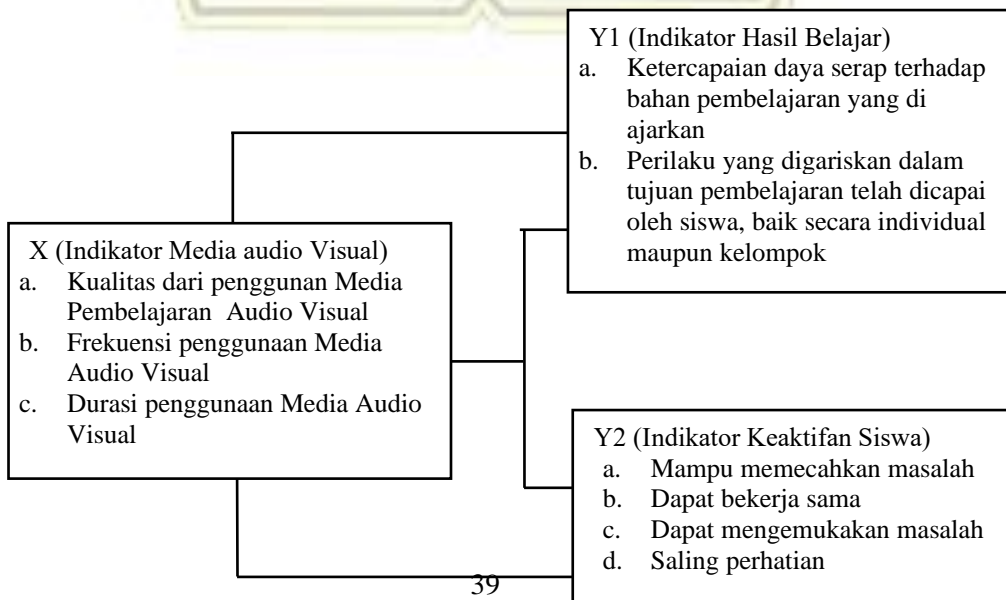 Y1 (Indikator Hasil Belajar)
a. Ketercapaian daya serap terhadap
bahan pembelajaran yang di
ajarkan
b. Perilaku yang digariskan dalam
tujuan pembelajaran telah dicapai
oleh siswa, baik secara individual
maupun kelompok
X (Indikator Media audio Visual)
a. Kualitas dari penggunan Media
Pembelajaran Audio Visual
b. Frekuensi penggunaan Media
Audio Visual
c. Durasi penggunaan Media Audio
Visual
Y2 (Indikator Keaktifan Siswa)
a. Mampu memecahkan masalah
b. Dapat bekerja sama
c. Dapat mengemukakan masalah
d. Saling perhatian
39